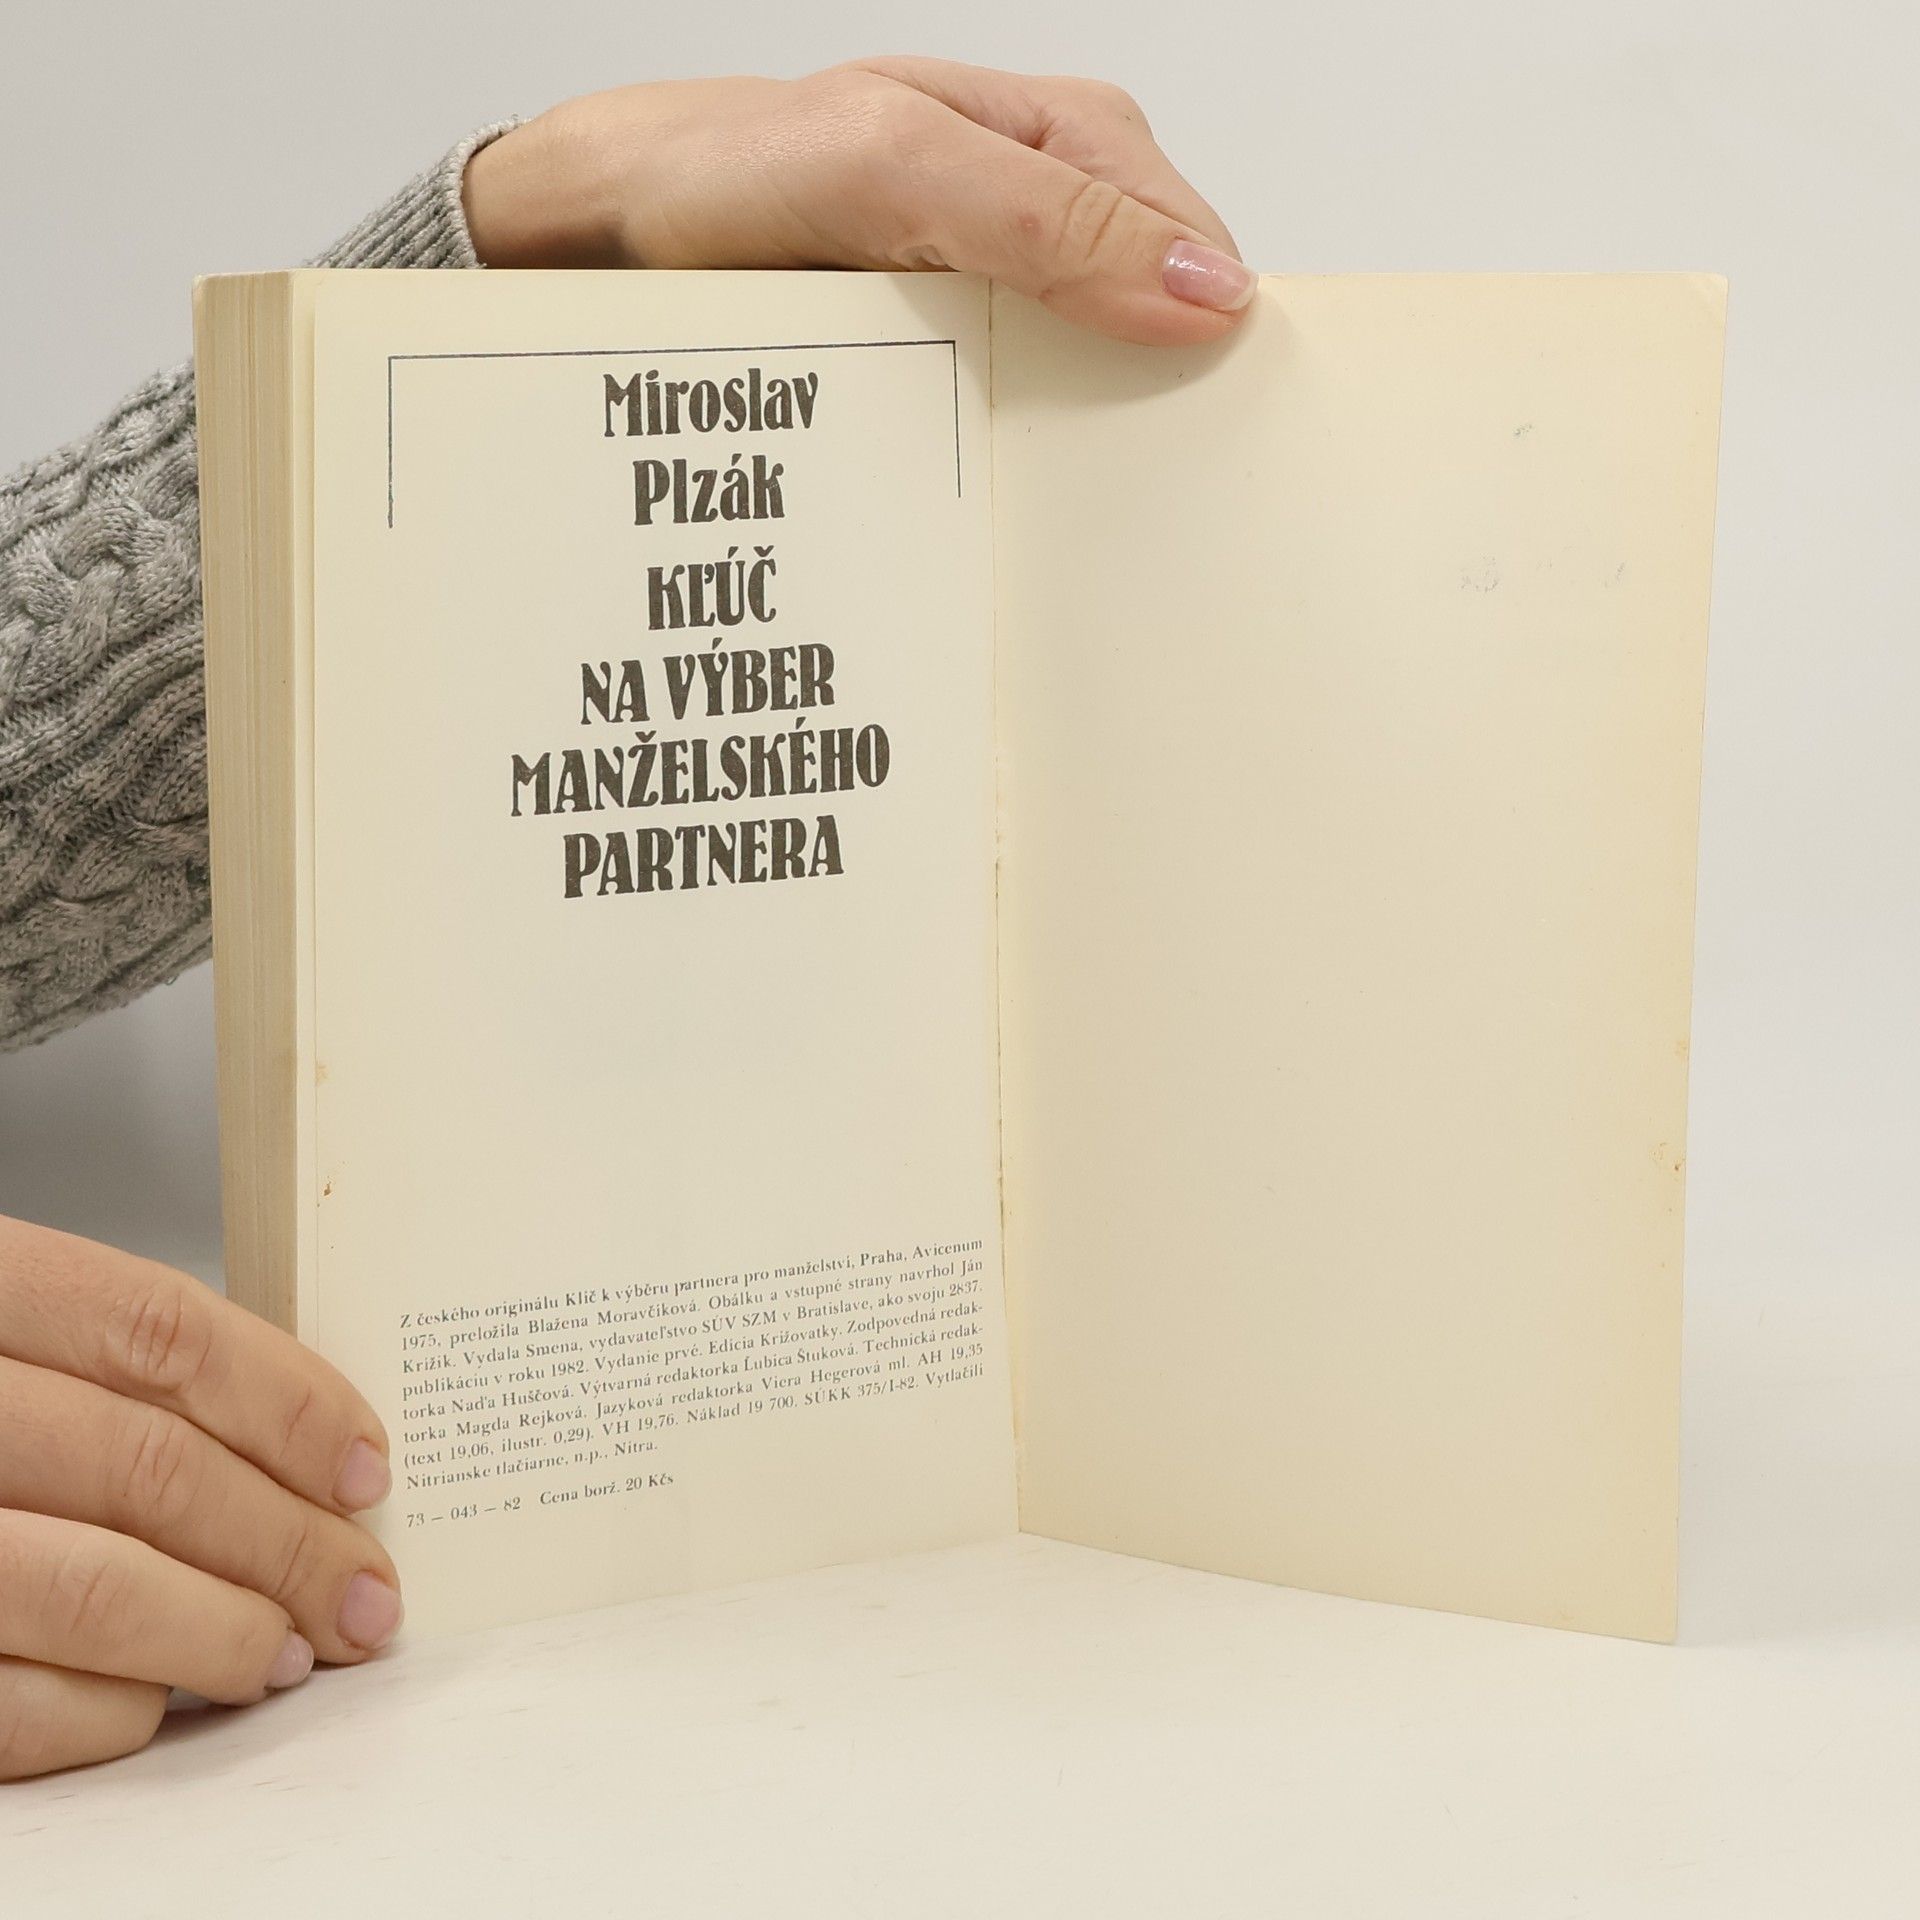 Miroslav
Plzák
KĽÚČ
NA VÝBER
MANŽELSKÉHO
PARTNERA
Z českého originálu Klíč k výběru partnera pro manželství, Praha, Avicenum
1975, preložila Blažena Moravčíková. Obálku a vstupné strany navrhol Ján
Krížik. Vydala Smena, vydavateľstvo SÚV SZM v Bratislave, ako svoju 2837.
publikáciu v roku 1982. Vydanie prvé. Edícia Križovatky. Zodpovedná redak-
torka Naďa Huščová. Výtvarná redaktorka Ľubica Štuková. Technická redak-
torka Magda Rejková. Jazyková redaktorka Viera Hegerová ml. AH 19,35
(text 19,06, ilustr. 0,29). VH 19,76. Náklad 19 700. SÚKK 375/I-82. Vytlačili
Nitrianske tlačiarne, n.p., Nitra.
73 — 043 — 82 Cena borž. 20 Kčs